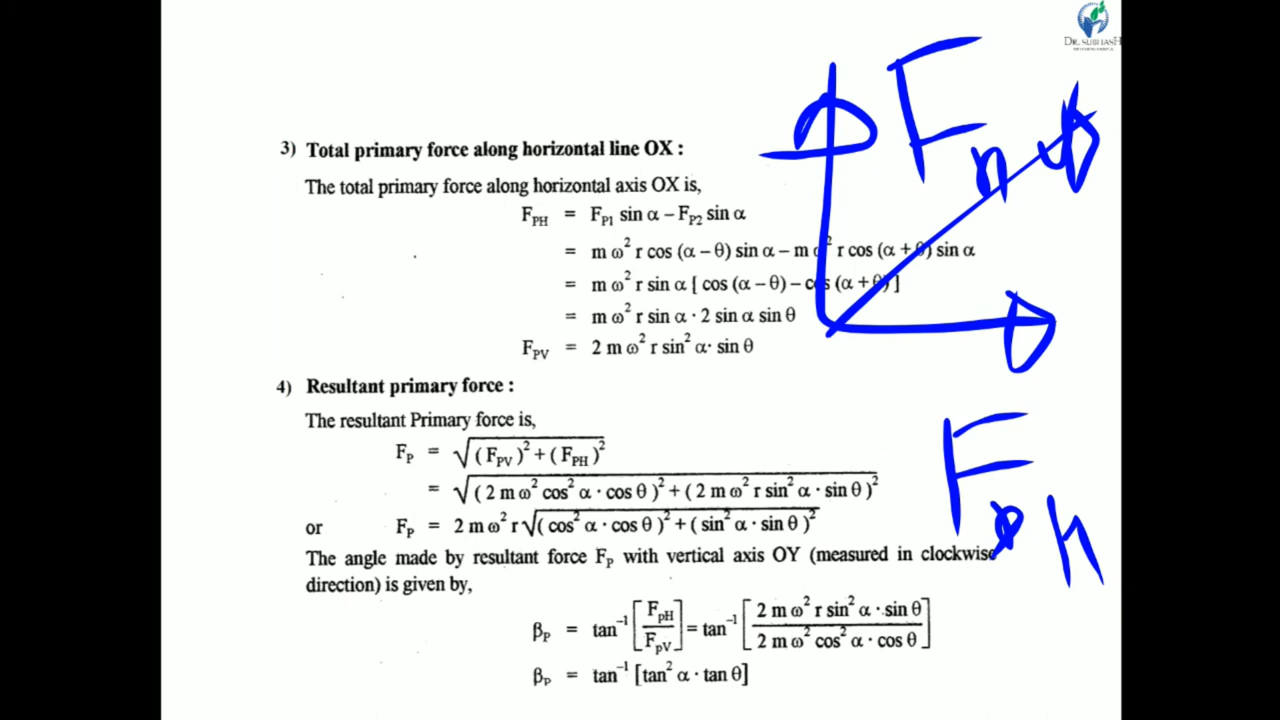 DR. SUBHASH
3) Total primary force along horizontal line OX :
The total primary force along horizontal axis OX is,
F_PH = F_P1 sin α – F_P2 sin α
= m ω² r cos (α – θ) sin α – m ω² r cos (α + θ) sin α
= m ω² r sin α [ cos (α – θ) – cos (α + θ) ]
= m ω² r sin α · 2 sin α sin θ
F_PV = 2 m ω² r sin² α· sin θ
4) Resultant primary force :
The resultant Primary force is,
F_P = √( F_PV )² + ( F_PH )²
= √( 2 m ω² cos² α · cos θ )² + ( 2 m ω² r sin² α · sin θ )²
or F_P = 2 m ω² r √( cos² α · cos θ )² + ( sin² α · sin θ )²
The angle made by resultant force F_P with vertical axis OY (measured in clockwise
direction) is given by,
β_P = tan⁻¹ [ F_pH / F_pV ] = tan⁻¹ [ 2 m ω² r sin² α · sin θ / 2 m ω² cos² α · cos θ ]
β_P = tan⁻¹ [tan² α · tan θ]